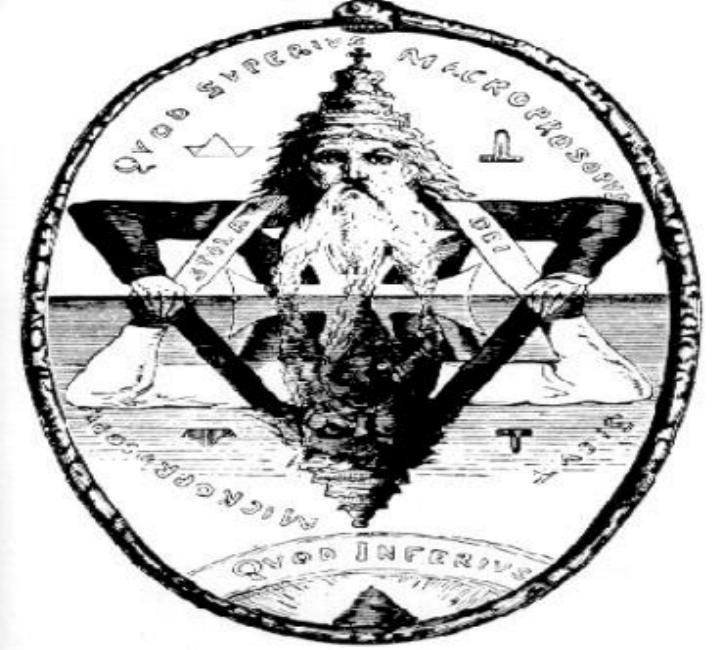 QVOD SVPERIVS
MACROPROSOPVS
STOLA
DEI
MICROPROSOPVS
QVOD INFERIVS